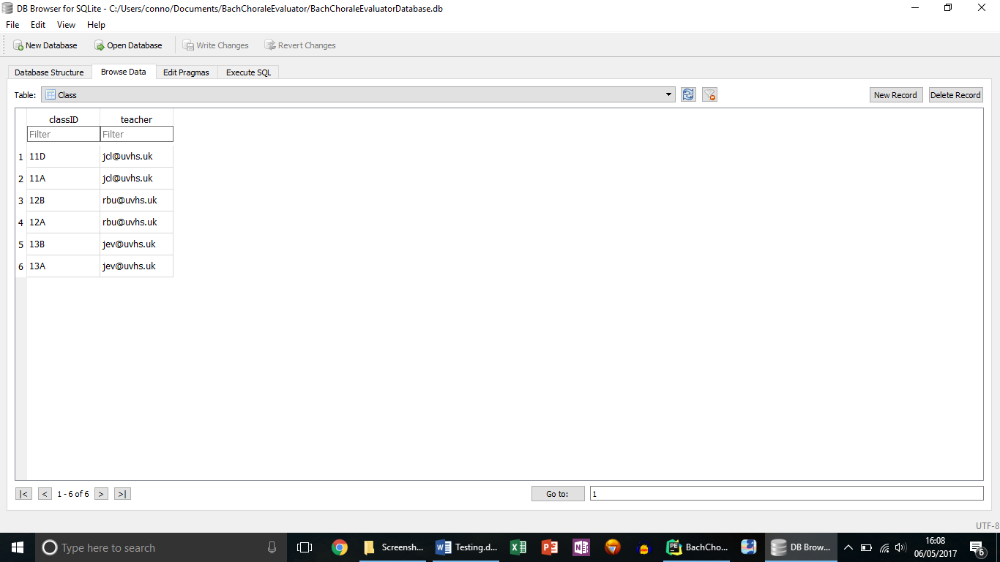 DB Browser for SQLite - C:/Users/conno/Documents/BachChoraleEvaluator/BachChoraleEvaluatorDatabase.db
File Edit View Help
New Database Open Database Write Changes Revert Changes
Database Structure Browse Data Edit Pragmas Execute SQL
Table: Class New Record Delete Record
classID teacher
Filter Filter
1 11D jcl@uvhs.uk
2 11A jcl@uvhs.uk
3 12B rbu@uvhs.uk
4 12A rbu@uvhs.uk
5 13B jev@uvhs.uk
6 13A jev@uvhs.uk
|< < 1 - 6 of 6 > >| Go to: 1
UTF-8
Type here to search Screensh... Testing.d... BachCho... DB Brow... 16:08
06/05/2017 6